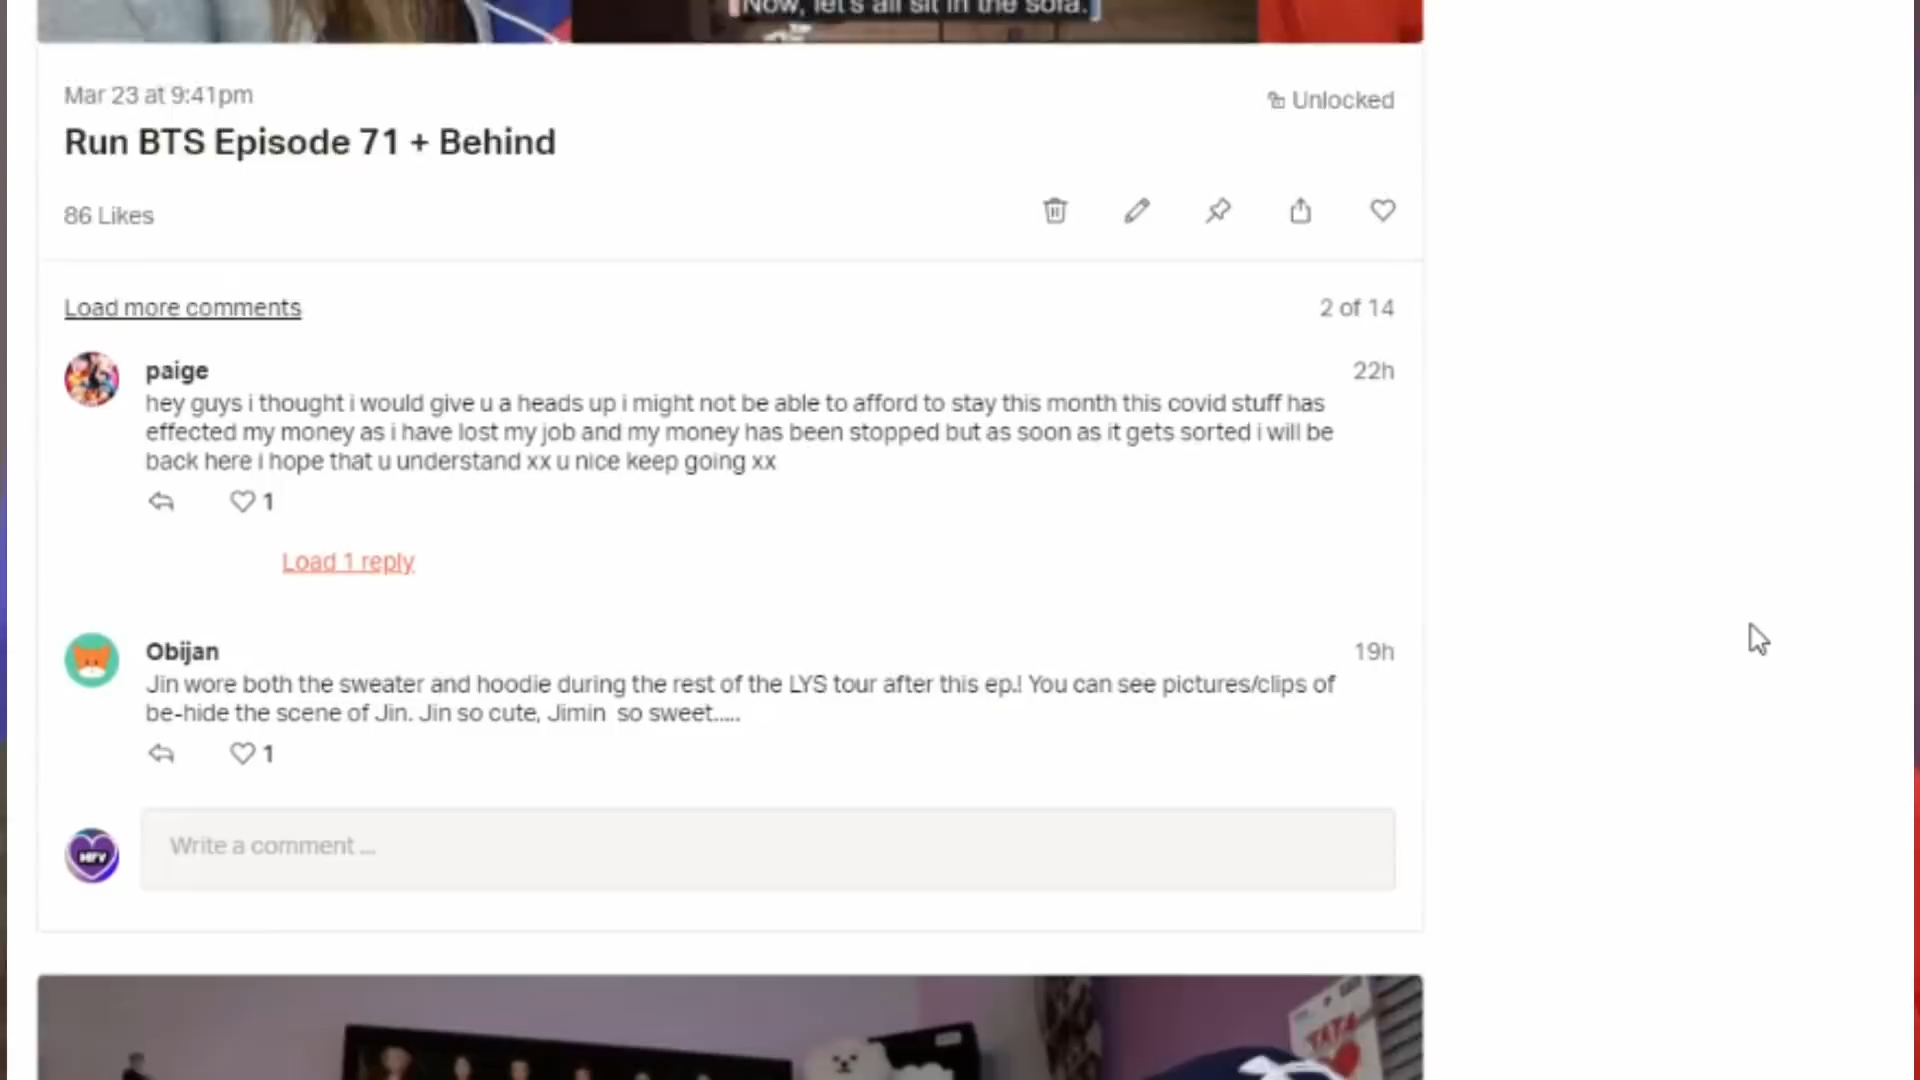 Now, let's all sit in the sofa.
Mar 23 at 9:41pm
Unlocked
Run BTS Episode 71 + Behind
86 Likes
Load more comments
2 of 14
paige
22h
hey guys i thought i would give u a heads up i might not be able to afford to stay this month this covid stuff has
effected my money as i have lost my job and my money has been stopped but as soon as it gets sorted i will be
back here i hope that u understand xx u nice keep going xx
1
Load 1 reply
Obijan
19h
Jin wore both the sweater and hoodie during the rest of the LYS tour after this ep.! You can see pictures/clips of
be-hide the scene of Jin. Jin so cute, Jimin  so sweet.....
1
MFV
Write a comment ...
TATA